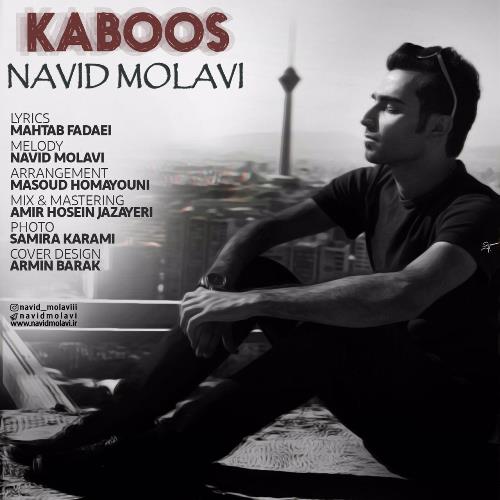 KABOOS
NAVID MOLAVI
LYRICS
MAHTAB FADAEI
MELODY
NAVID MOLAVI
ARRANGEMENT
MASOUD HOMAYOUNI
MIX & MASTERING
AMIR HOSEIN JAZAYERI
PHOTO
SAMIRA KARAMI
COVER DESIGN
ARMIN BARAK
navid_molaviii
navidmolavi
www.navidmolavi.ir